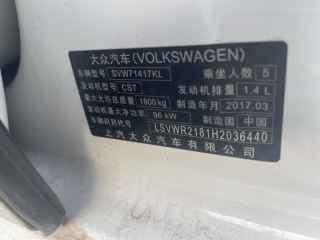 大众汽车(VOLKSWAGEN)
车辆型号 SVW71417KL 乘坐人数 5
发动机型号 CST 发动机排量 1.4 L
最大允许总质量 1800kg 制造年月 2017.03
发动机最大功率 96 kW 制造国 中国
车辆识别代号 LSVWR2181H2036440
上汽大众汽车有限公司